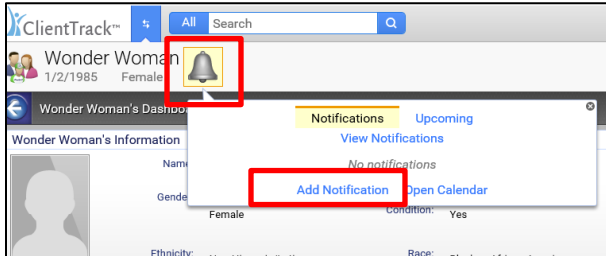 ClientTrack™ All Search
Wonder Woman
1/2/1985 Female
Wonder Woman's Dashbo
Notifications Upcoming
Wonder Woman's Information
View Notifications
Name
No notifications
Gende
Add Notification Open Calendar
Female Condition: Yes
Ethnicity: Race: